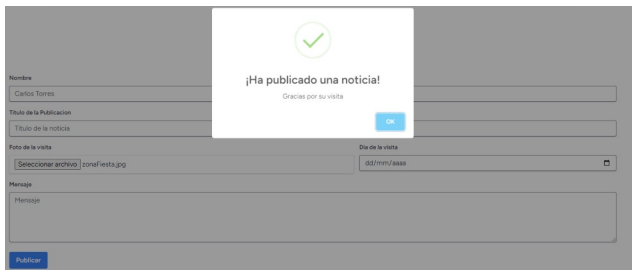 ¡Ha publicado una noticia!
Gracias por su visita
OK
Nombre
Carlos Torres
Titulo de la Publicacion
Titulo de la noticia
Foto de la visita
Dia de la visita
Seleccionar archivo zonaFiesta.jpg
dd/mm/aaaa
Mensaje
Mensaje
Publicar